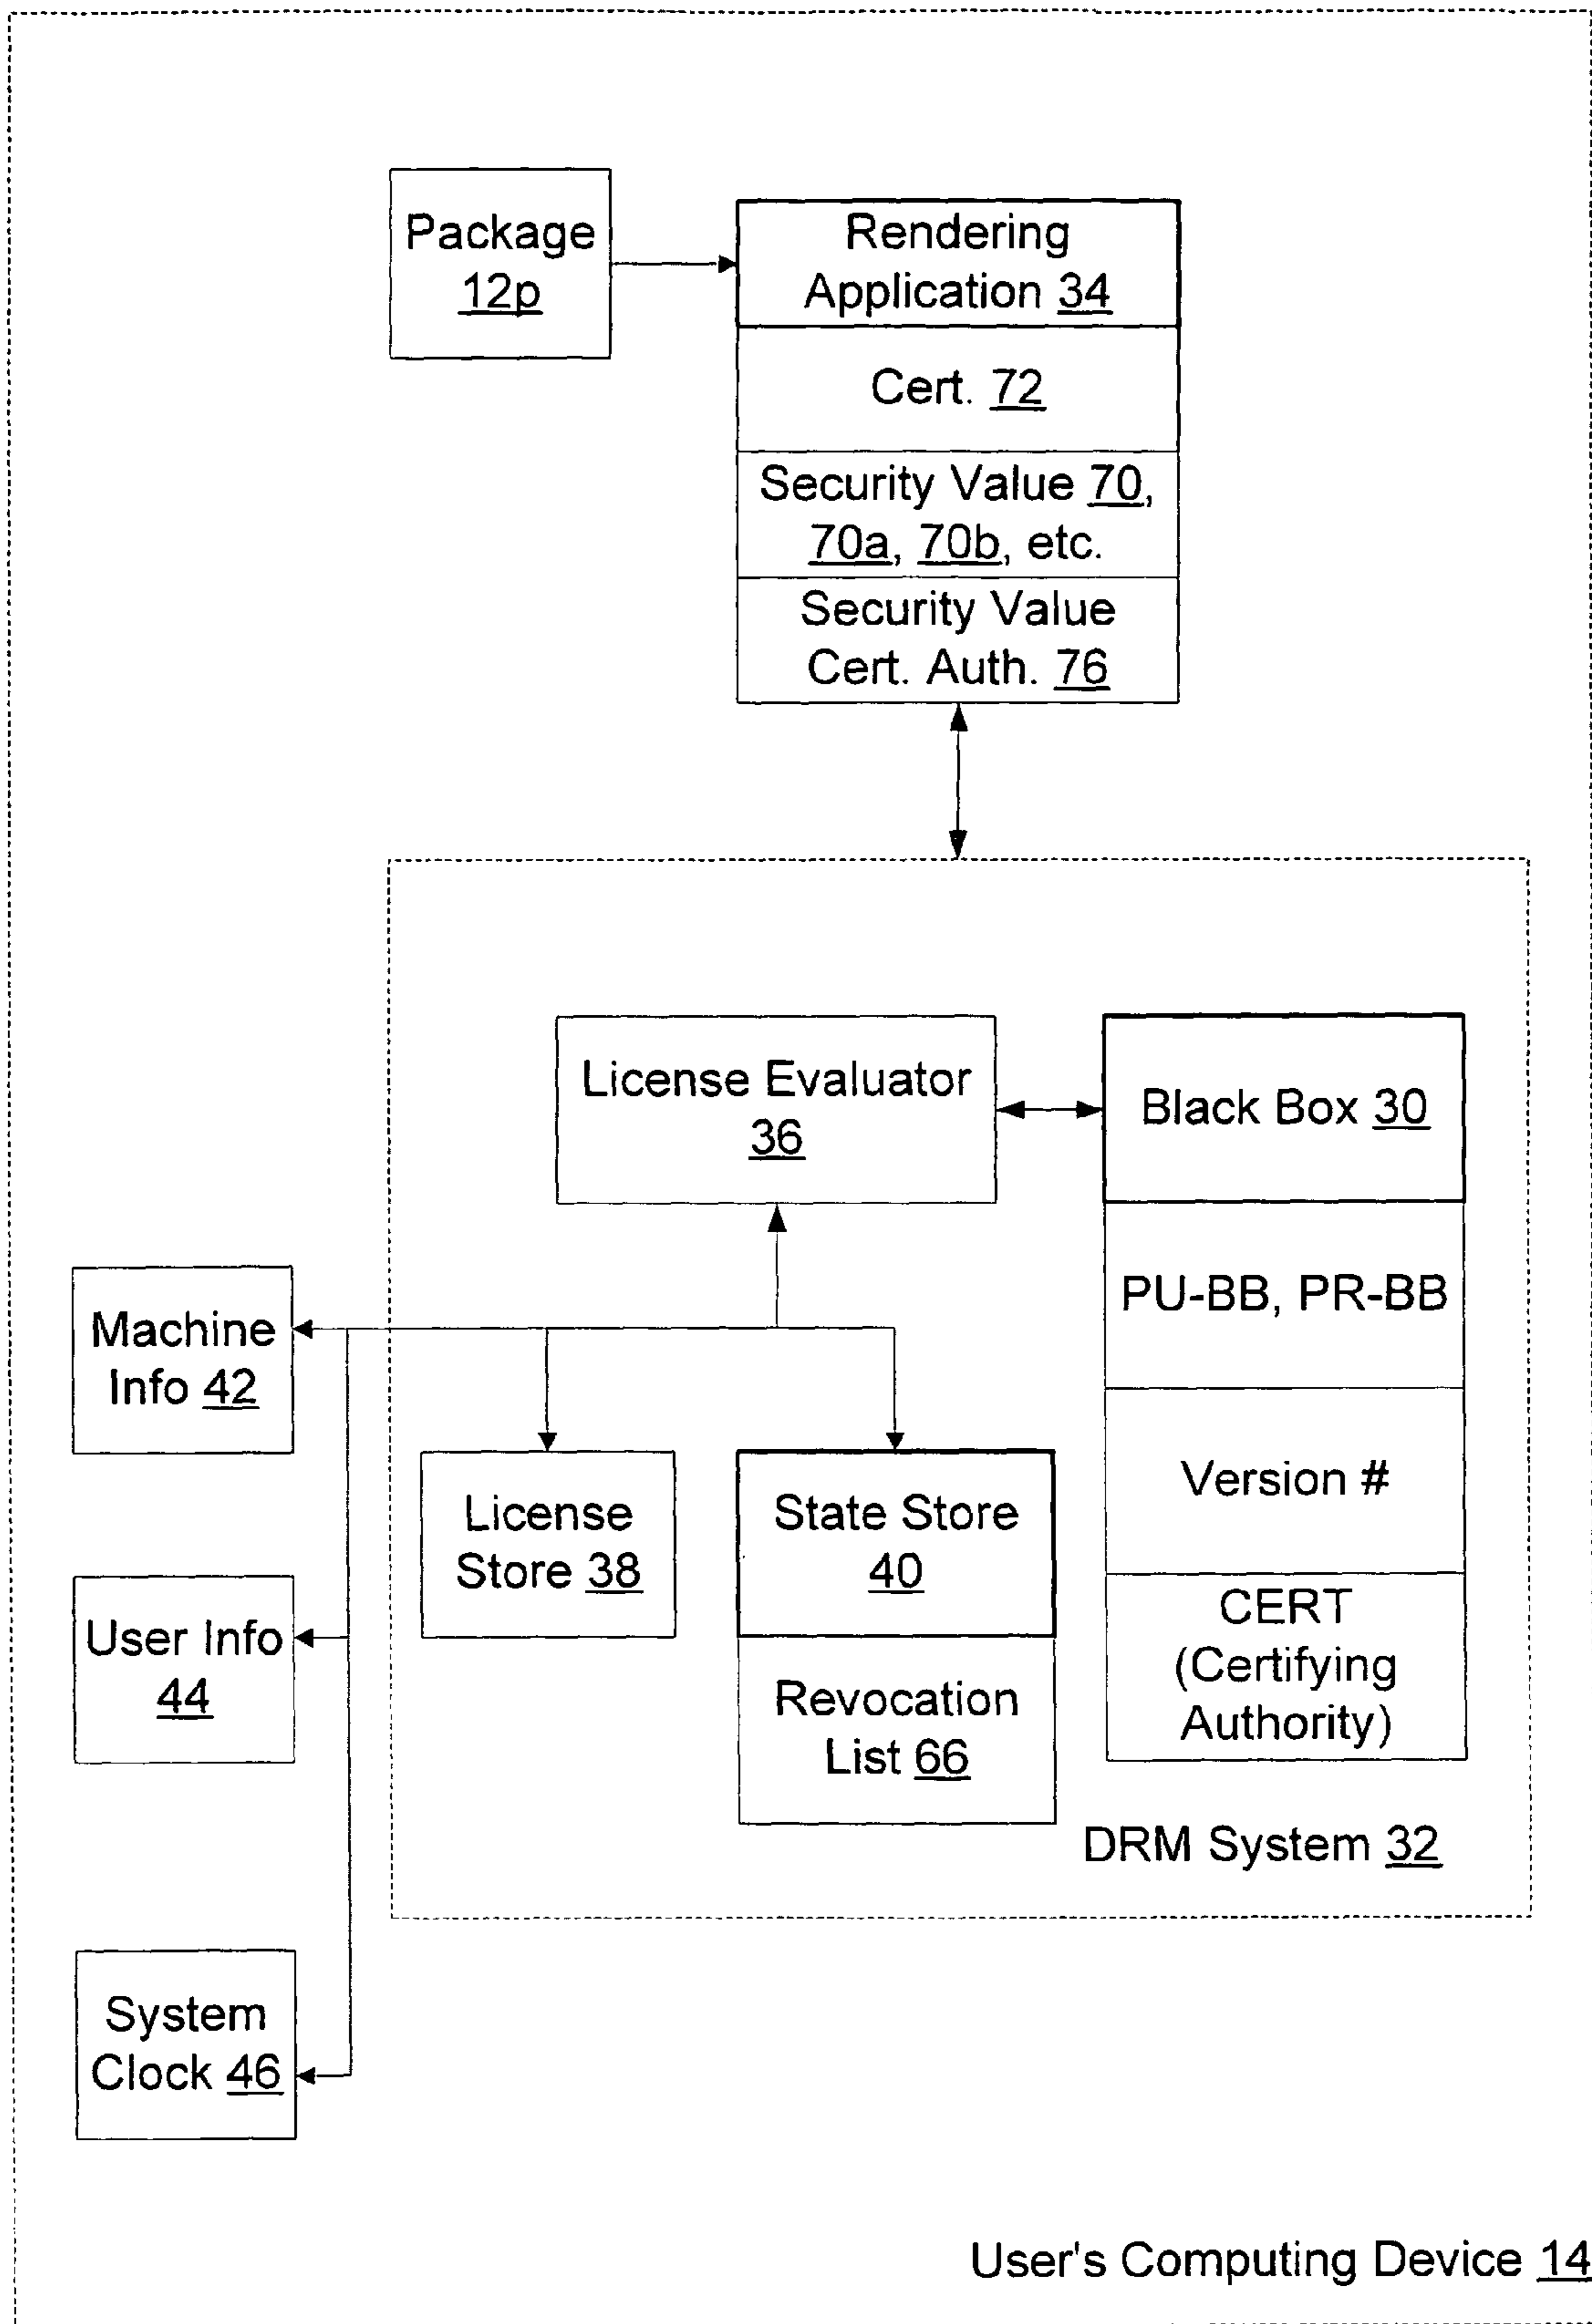 Package
12p
Rendering
Application 34
Cert. 72
Security Value 70,
70a, 70b, etc.
Security Value
Cert. Auth. 76
License Evaluator
36
Black Box 30
PU-BB, PR-BB
Version #
CERT
(Certifying
Authority)
Machine
Info 42
License
Store 38
State Store
40
Revocation
List 66
User Info
44
DRM System 32
System
Clock 46
User's Computing Device 14